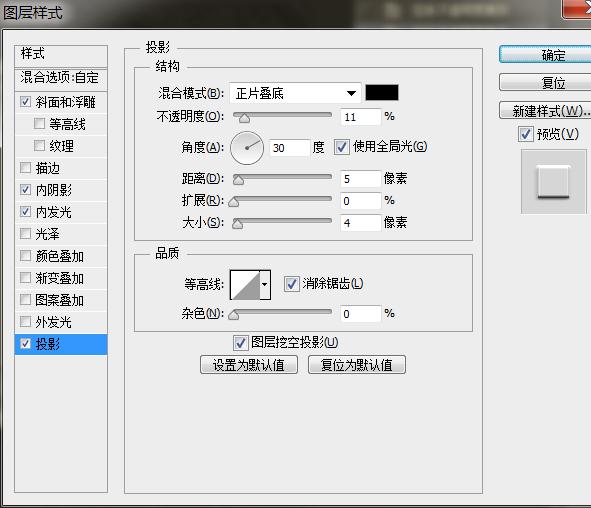 图层样式
样式
混合选项:自定
斜面和浮雕
等高线
纹理
描边
内阴影
内发光
光泽
颜色叠加
渐变叠加
图案叠加
外发光
投影
投影
结构
混合模式(B): 正片叠底
不透明度(O): 11 %
角度(A): 30 度 使用全局光(G)
距离(D): 5 像素
扩展(R): 0 %
大小(S): 4 像素
品质
等高线: 消除锯齿(L)
杂色(N): 0 %
图层挖空投影(U)
设置为默认值 复位为默认值
确定
复位
新建样式(W)...
预览(V)